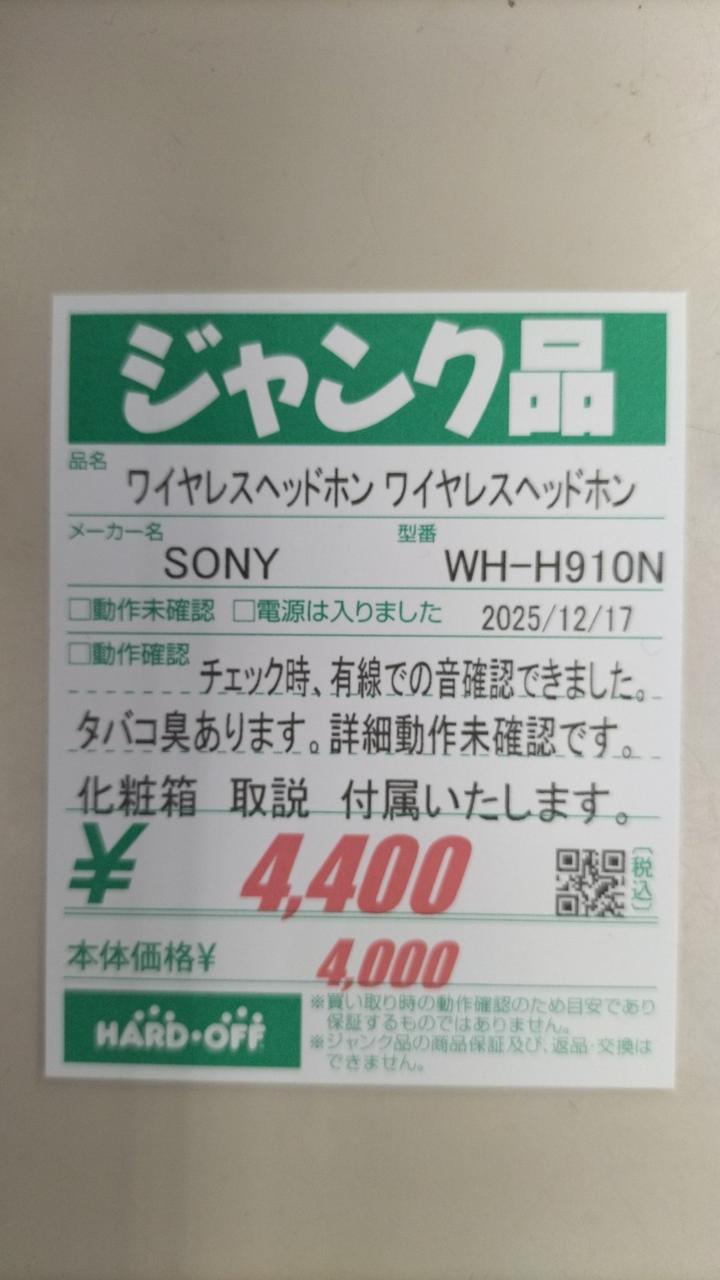 ジャンク品
品名
ワイヤレスヘッドホン ワイヤレスヘッドホン
メーカー名 型番
SONY WH-H910N
□動作未確認 □電源は入りました 2025/12/17
□動作確認 チェック時、有線での音確認できました。
タバコ臭あります。詳細動作未確認です。
化粧箱 取説 付属いたします。
¥ 4,400 (税込)
本体価格¥ 4,000
HARD・OFF
※買い取り時の動作確認のため目安であり
保証するものではありません。
※ジャンク品の商品保証及び、返品・交換は
できません。